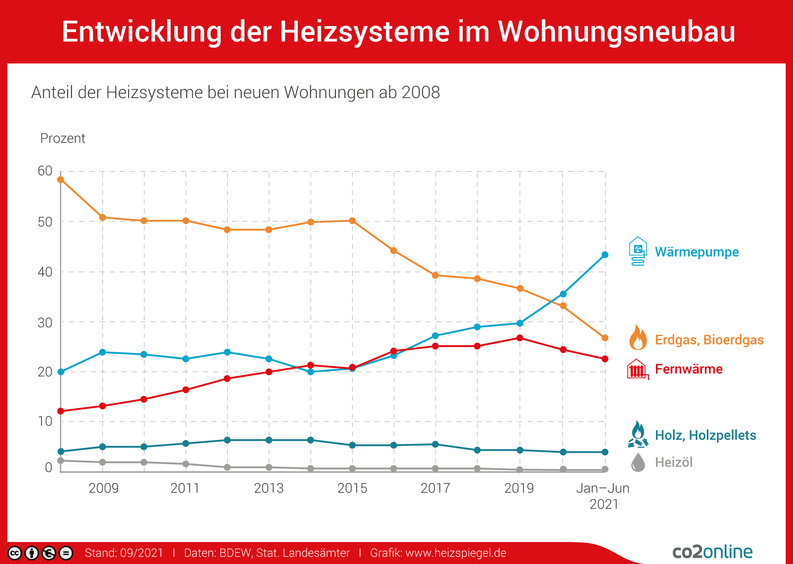 Entwicklung der Heizsysteme im Wohnungsneubau
Anteil der Heizsysteme bei neuen Wohnungen ab 2008
Prozent
60
50
40
30
20
10
0
2009
2011
2013
2015
2017
2019
Jan–Jun
2021
Wärmepumpe
Erdgas, Bioerdgas
Fernwärme
Holz, Holzpellets
Heizöl
cc
Stand: 09/2021 I Daten: BDEW, Stat. Landesämter I Grafik: www.heizspiegel.de
co2online